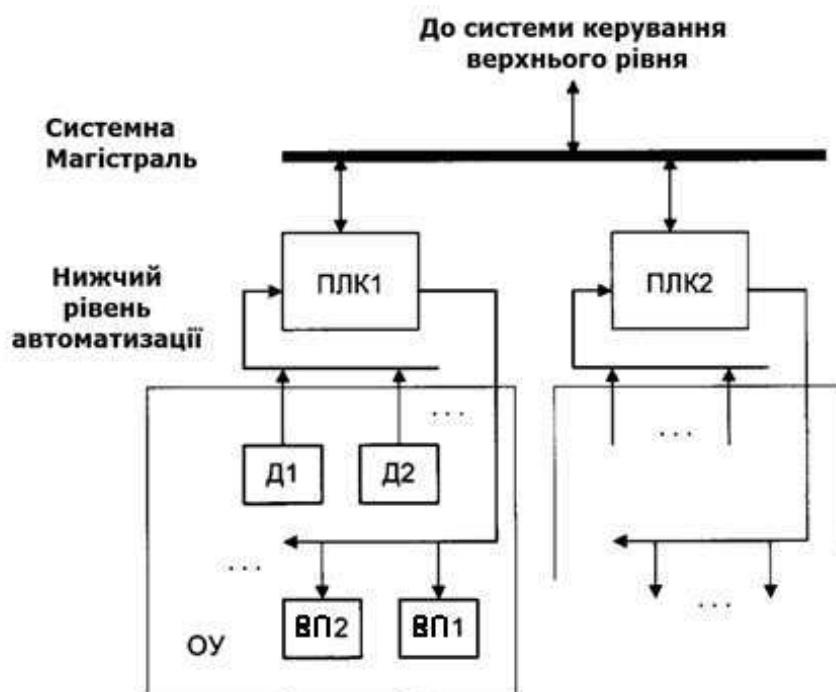 До системи керування
верхнього рівня
Системна
Магістраль
ПЛК1
ПЛК2
Нижчий
рівень
автоматизації
. . .
Д1
Д2
. . .
. . .
ВП2
ВП1
. . .
ОУ